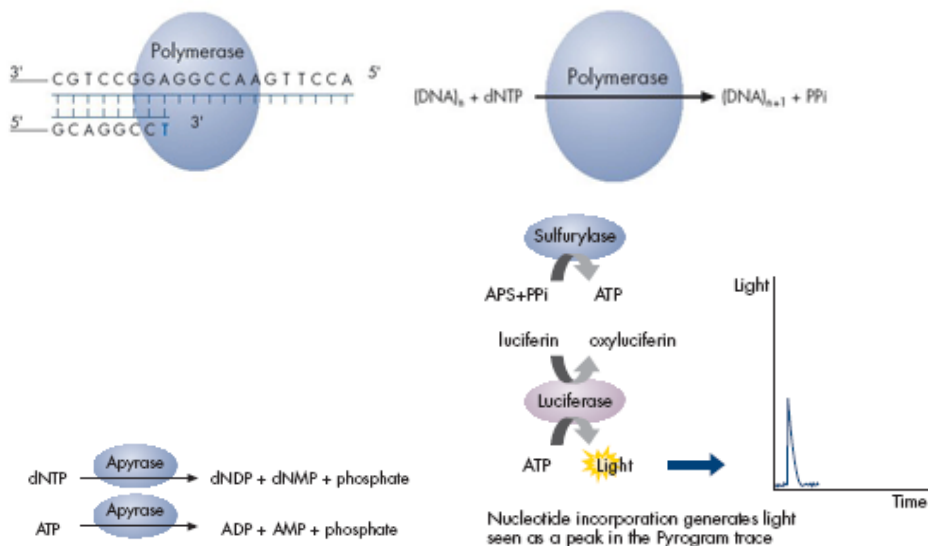 Polymerase
3' CGTCCGGAGGCCAAGTTCCA 5'
5' GCAGGCCT 3'
Polymerase
(DNA)n + dNTP (DNA)n+1 + PPi
Sulfurylase
APS+PPi ATP
luciferin oxyluciferin
Luciferase
ATP Light
Light
Time
Apyrase
dNTP dNDP + dNMP + phosphate
Apyrase
ATP ADP + AMP + phosphate
Nucleotide incorporation generates light
seen as a peak in the Pyrogram trace